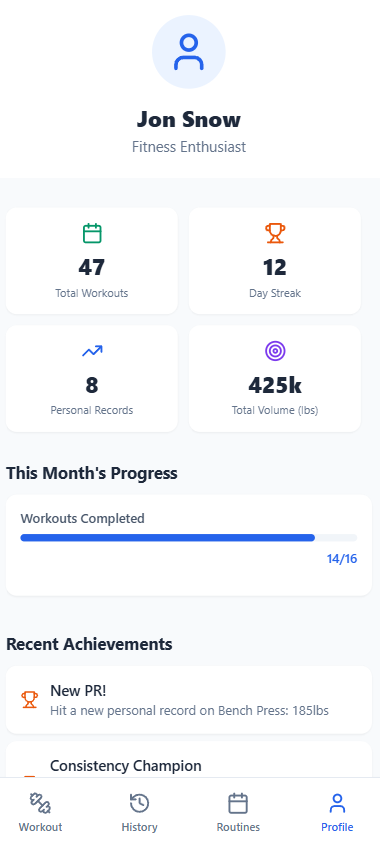 Jon Snow
Fitness Enthusiast
47
Total Workouts
12
Day Streak
8
Personal Records
425k
Total Volume (lbs)
This Month's Progress
Workouts Completed
14/16
Recent Achievements
New PR!
Hit a new personal record on Bench Press: 185lbs
Consistency Champion
Workout
History
Routines
Profile